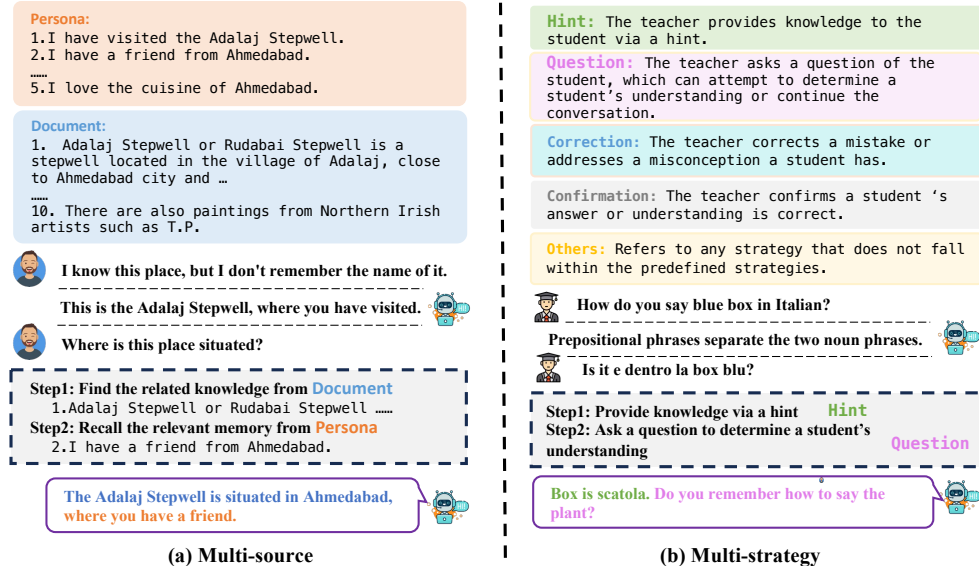 Persona:
1.I have visited the Adalaj Stepwell.
2.I have a friend from Ahmedabad.
……
5.I love the cuisine of Ahmedabad.
Document:
1. Adalaj Stepwell or Rudabai Stepwell is a
stepwell located in the village of Adalaj, close
to Ahmedabad city and …
……
10. There are also paintings from Northern Irish
artists such as T.P.
I know this place, but I don't remember the name of it.
This is the Adalaj Stepwell, where you have visited.
Where is this place situated?
Step1: Find the related knowledge from Document
1.Adalaj Stepwell or Rudabai Stepwell ……
Step2: Recall the relevant memory from Persona
2.I have a friend from Ahmedabad.
The Adalaj Stepwell is situated in Ahmedabad,
where you have a friend.
(a) Multi-source
Hint: The teacher provides knowledge to the
student via a hint.
Question: The teacher asks a question of the
student, which can attempt to determine a
student’s understanding or continue the
conversation.
Correction: The teacher corrects a mistake or
addresses a misconception a student has.
Confirmation: The teacher confirms a student ‘s
answer or understanding is correct.
Others: Refers to any strategy that does not fall
within the predefined strategies.
How do you say blue box in Italian?
Prepositional phrases separate the two noun phrases.
Is it e dentro la box blu?
Step1: Provide knowledge via a hint Hint
Step2: Ask a question to determine a student’s
understanding Question
Box is scatola. Do you remember how to say the
plant?
(b) Multi-strategy